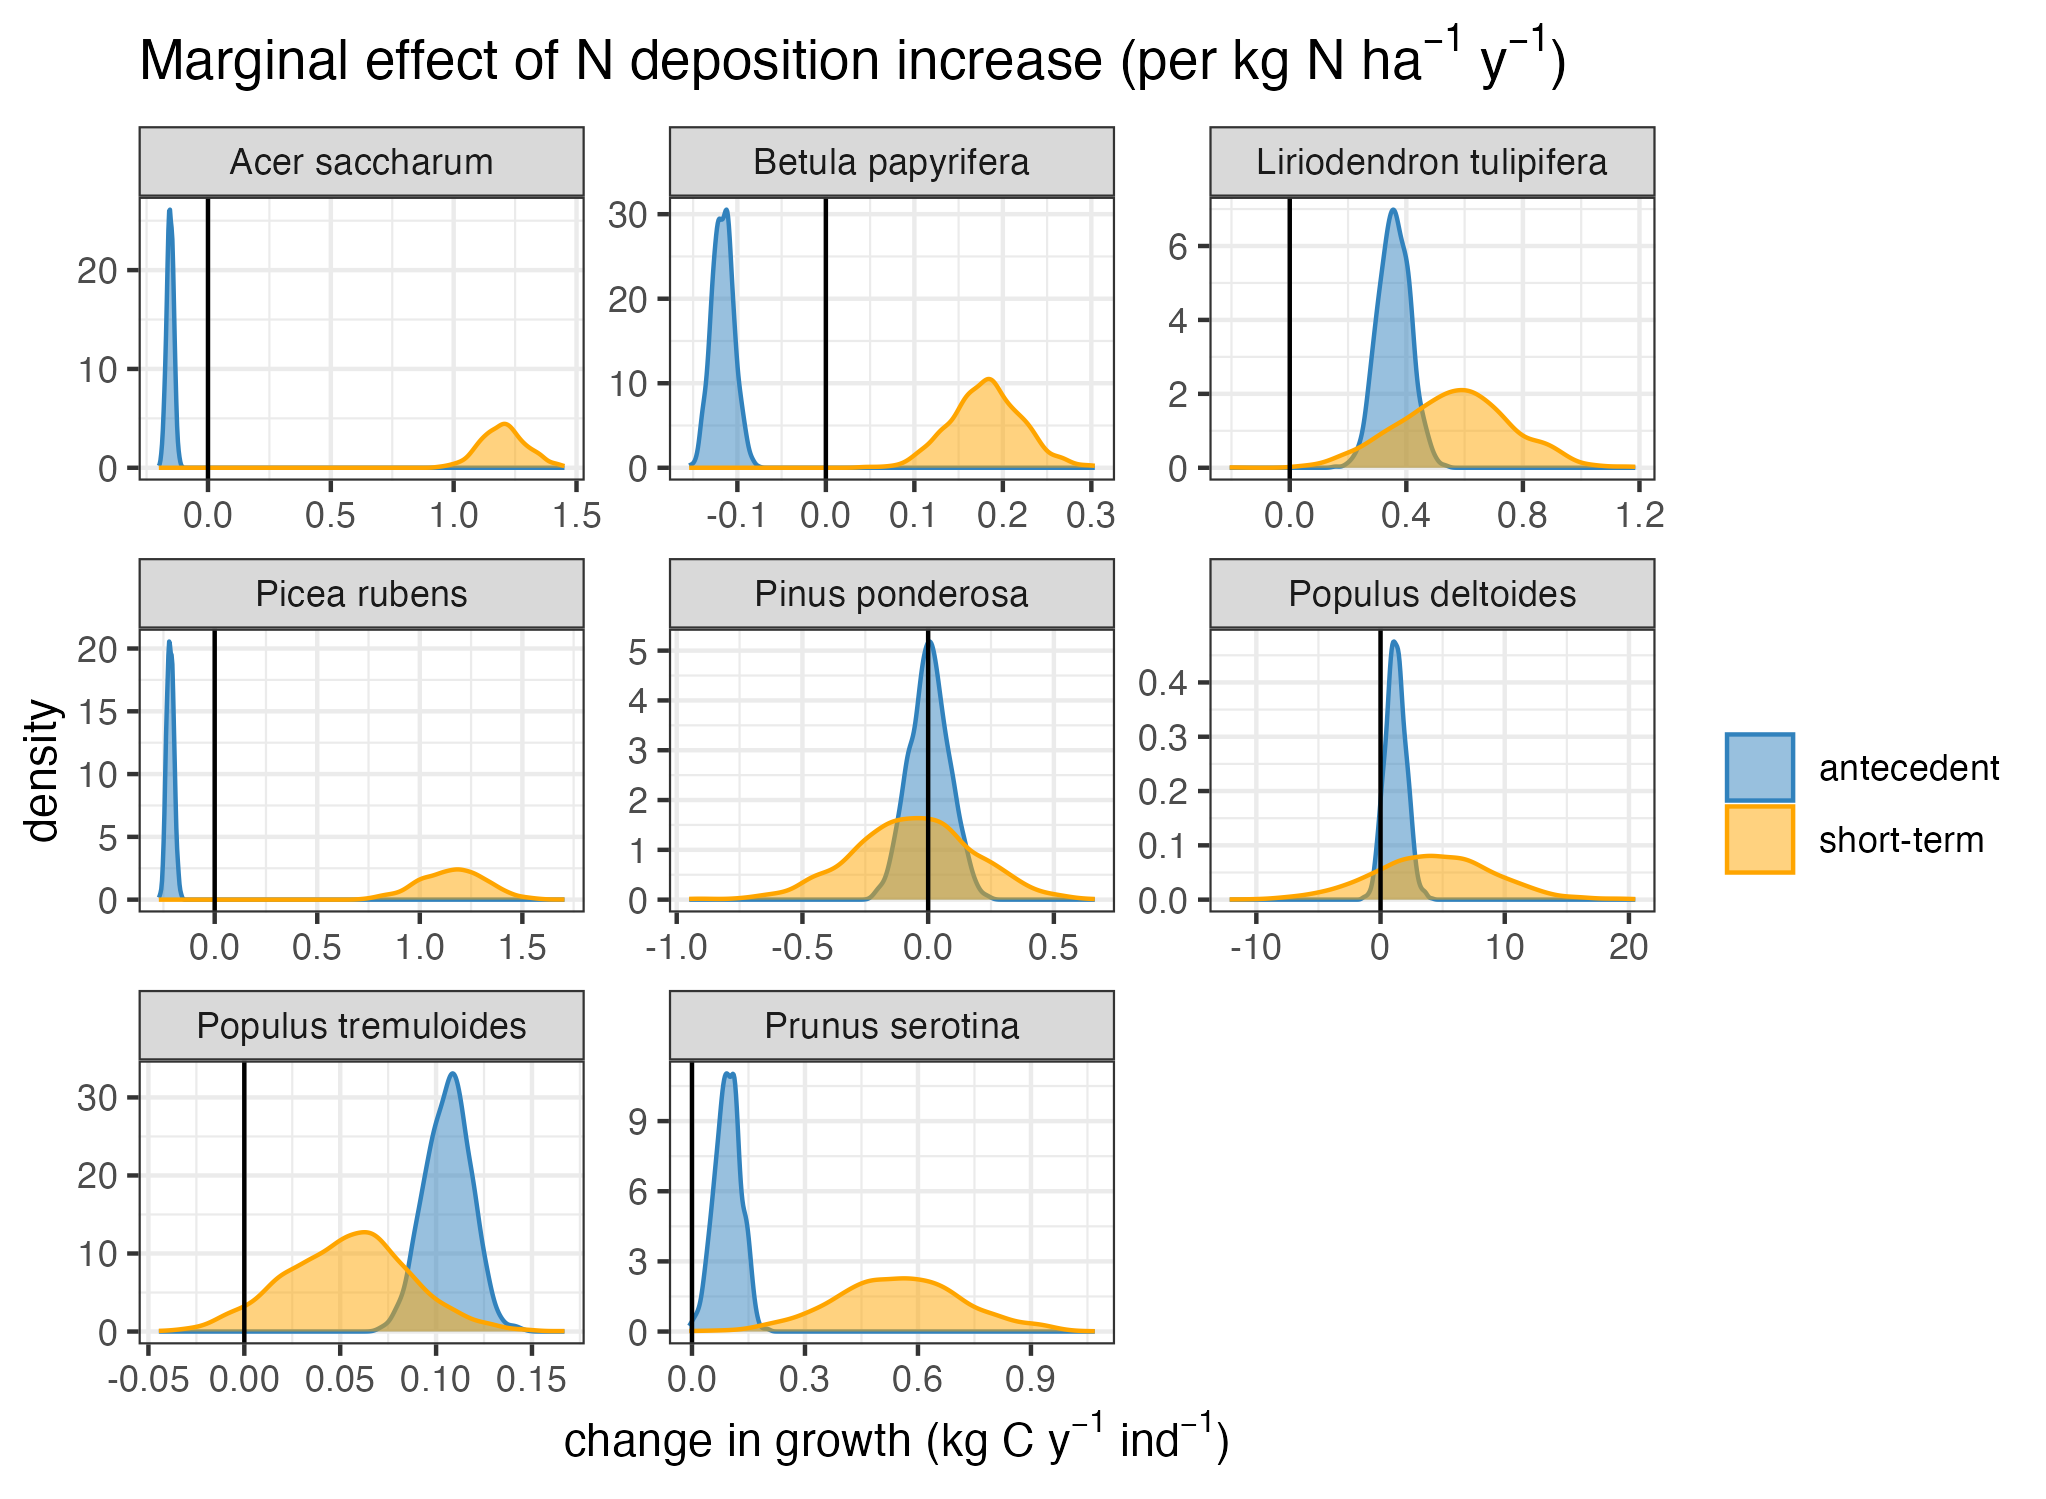 Marginal effect of N deposition increase (per kg N ha⁻¹ y⁻¹)
Acer saccharum
Betula papyrifera
Liriodendron tulipifera
20
10
0
30
20
10
0
6
4
2
0
0.0 0.5 1.0 1.5
-0.1 0.0 0.1 0.2 0.3
0.0 0.4 0.8 1.2
Picea rubens
Pinus ponderosa
Populus deltoides
20
15
10
5
0
5
4
3
2
1
0
0.4
0.3
0.2
0.1
0.0
0.0 0.5 1.0 1.5
-1.0 -0.5 0.0 0.5
-10 0 10 20
density
antecedent
short-term
Populus tremuloides
Prunus serotina
30
20
10
0
9
6
3
0
-0.05 0.00 0.05 0.10 0.15
0.0 0.3 0.6 0.9
change in growth (kg C y⁻¹ ind⁻¹)